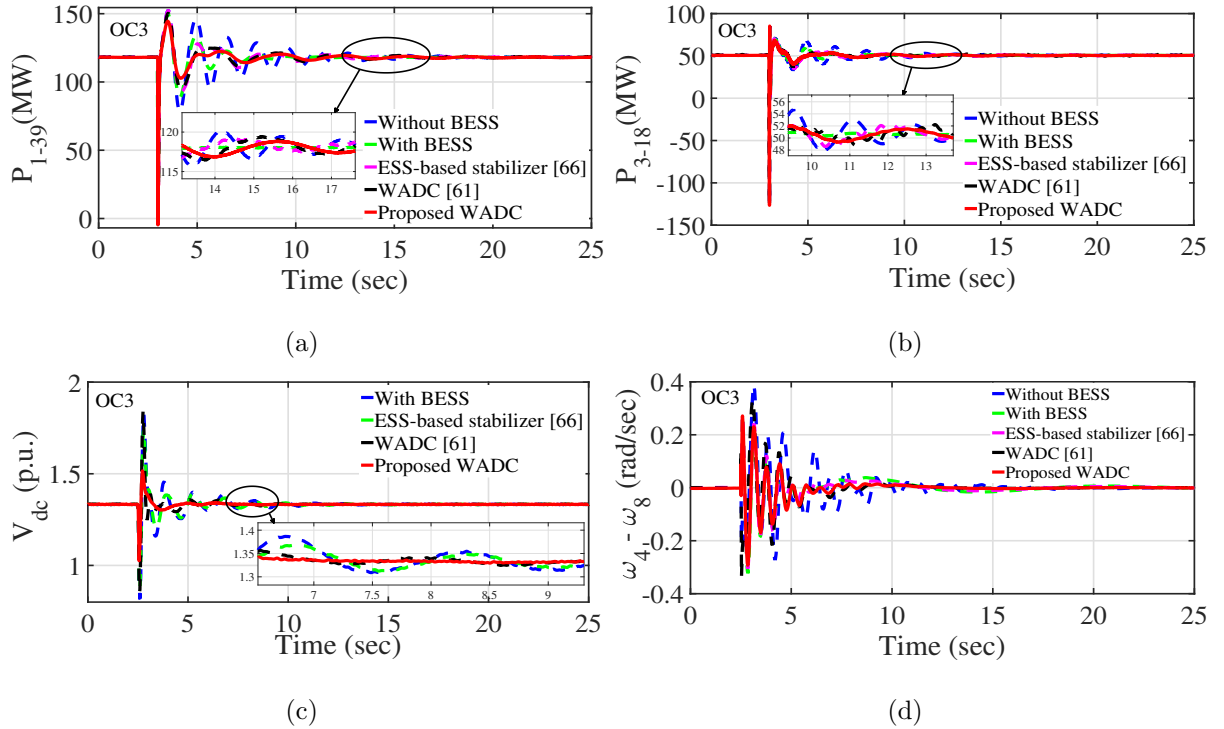 OC3
P1-39(MW)
150
100
50
0
120
115
14 15 16 17
Without BESS
With BESS
ESS-based stabilizer [66]
WADC [61]
Proposed WADC
0 5 10 15 20 25
Time (sec)
(a)
OC3
P3-18(MW)
100
50
0
-50
-100
-150
56
54
52
50
48
10 11 12 13
Without BESS
With BESS
ESS-based stabilizer [66]
WADC [61]
Proposed WADC
0 5 10 15 20 25
Time (sec)
(b)
OC3
Vdc (p.u.)
2
1.5
1
With BESS
ESS-based stabilizer [66]
WADC [61]
Proposed WADC
1.4
1.35
1.3
7 7.5 8 8.5 9
0 5 10 15 20 25
Time (sec)
(c)
OC3
ω4 - ω8 (rad/sec)
0.4
0.2
0
-0.2
-0.4
Without BESS
With BESS
ESS-based stabilizer [66]
WADC [61]
Proposed WADC
0 5 10 15 20 25
Time (sec)
(d)